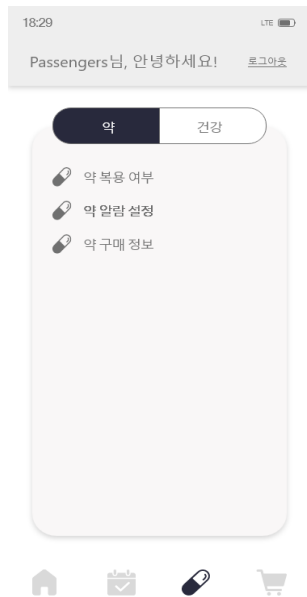 18:29
LTE
Passengers님, 안녕하세요!
로그아웃
약
건강
약 복용 여부
약 알람 설정
약 구매 정보